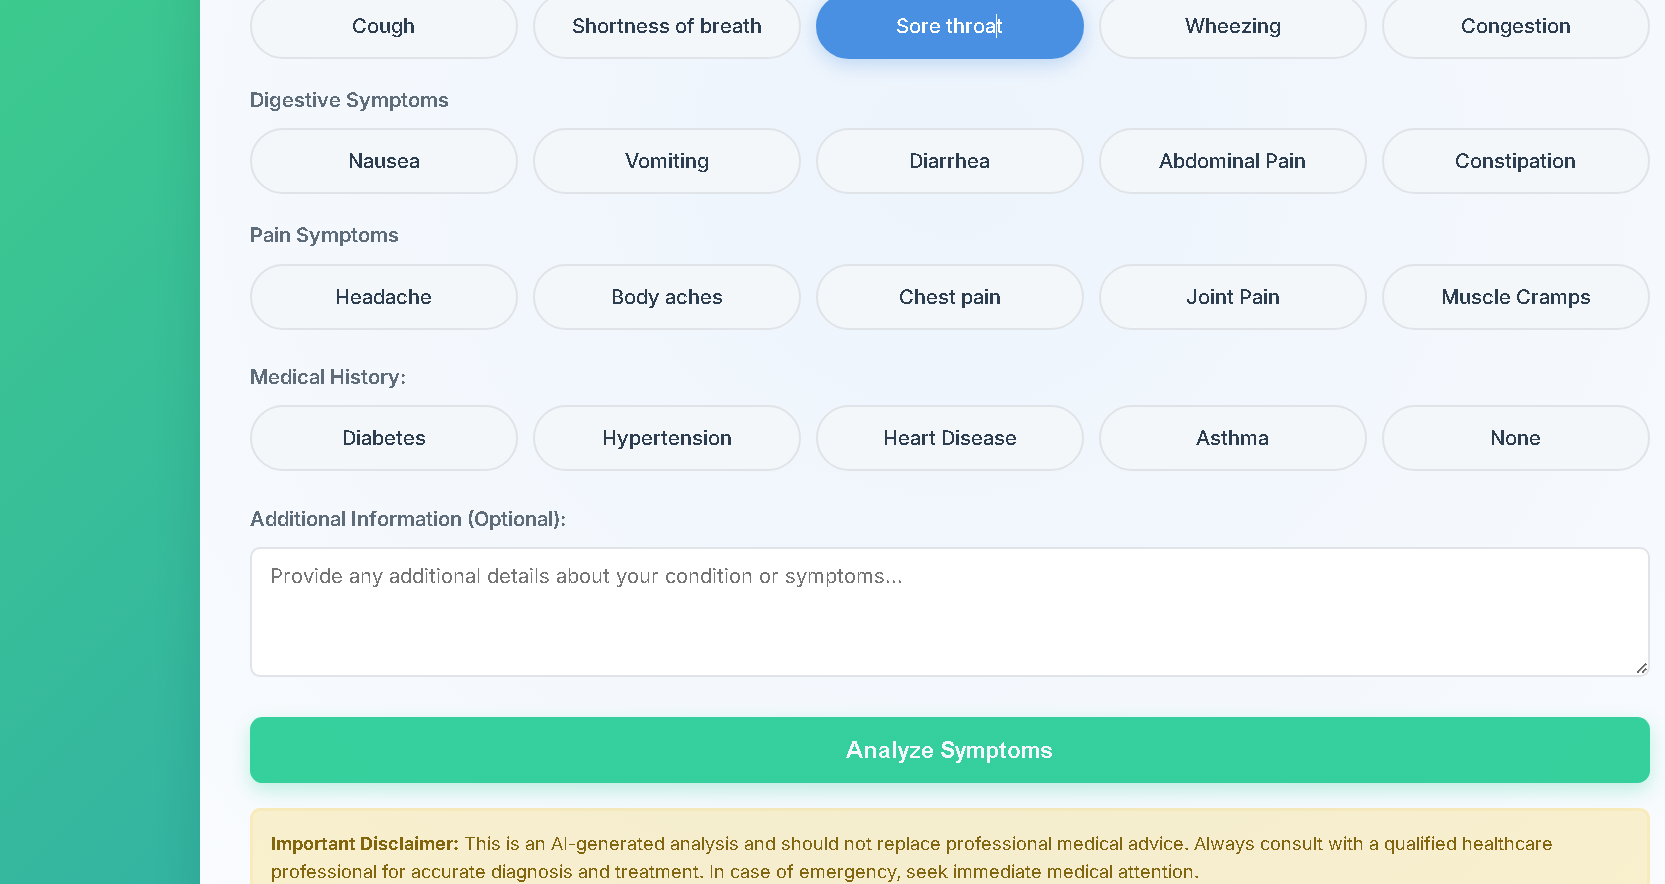 Cough Shortness of breath Sore throat Wheezing Congestion
Digestive Symptoms
Nausea Vomiting Diarrhea Abdominal Pain Constipation
Pain Symptoms
Headache Body aches Chest pain Joint Pain Muscle Cramps
Medical History:
Diabetes Hypertension Heart Disease Asthma None
Additional Information (Optional):
Provide any additional details about your condition or symptoms...
Analyze Symptoms
Important Disclaimer: This is an AI-generated analysis and should not replace professional medical advice. Always consult with a qualified healthcare
professional for accurate diagnosis and treatment. In case of emergency, seek immediate medical attention.